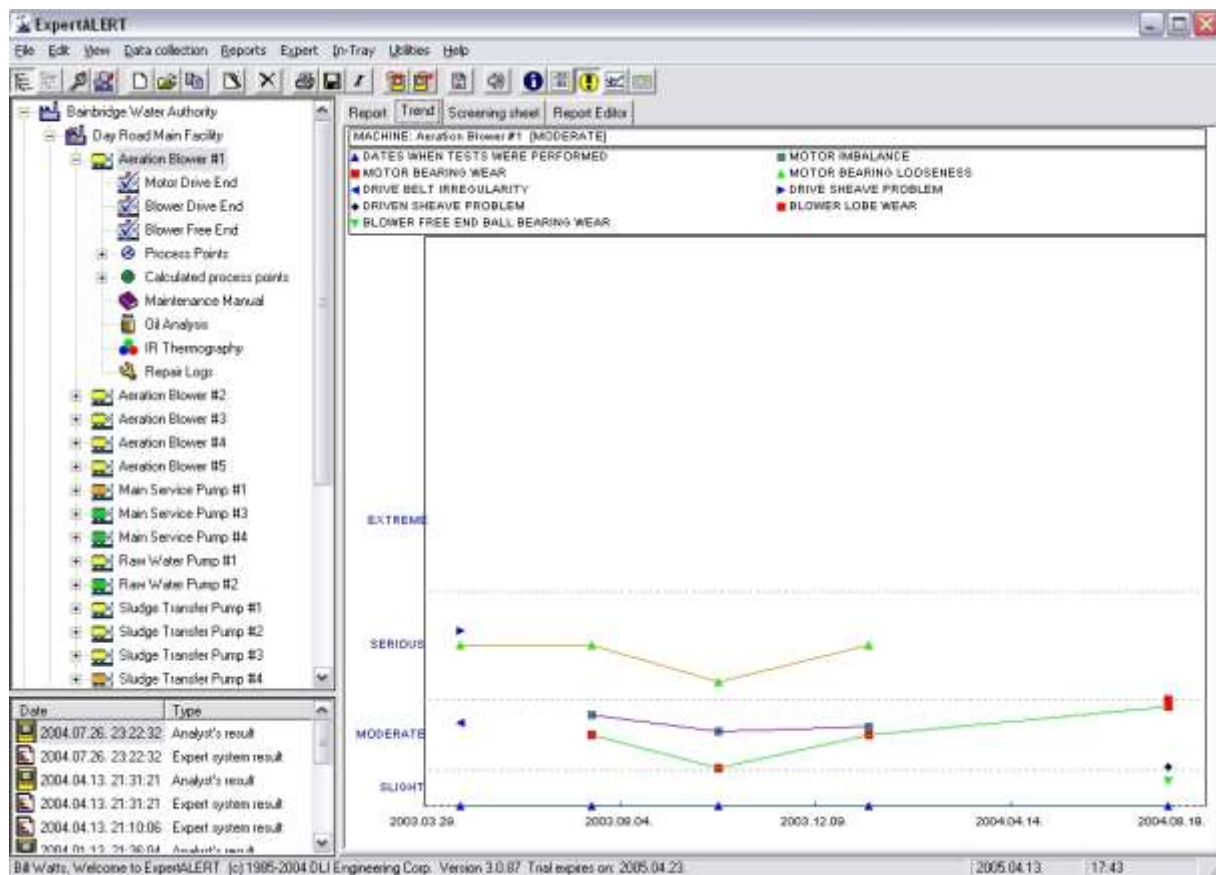 ExpertALERT
File Edit View Data collection Reports Expert In-Tray Utilities Help
Bainbridge Water Authority
Day Road Main Facility
Aeration Blower #1
Motor Drive End
Blower Drive End
Blower Free End
Process Points
Calculated process points
Maintenance Manual
Oil Analysis
IR Thermography
Repair Logs
Aeration Blower #2
Aeration Blower #3
Aeration Blower #4
Aeration Blower #5
Main Service Pump #1
Main Service Pump #3
Main Service Pump #4
Raw Water Pump #1
Raw Water Pump #2
Sludge Transfer Pump #1
Sludge Transfer Pump #2
Sludge Transfer Pump #3
Sludge Transfer Pump #4
Date Type
2004.07.26. 23:22:32 Analyst's result
2004.07.26. 23:22:32 Expert system result
2004.04.13. 21:31:21 Analyst's result
2004.04.13. 21:31:21 Expert system result
2004.04.13. 21:10:06 Expert system result
2004.01.13. 21:36:04 Analyst's result
Report Trend Screening sheet Report Editor
MACHINE: Aeration Blower #1 (MODERATE)
DATES WHEN TESTS WERE PERFORMED MOTOR IMBALANCE
MOTOR BEARING WEAR MOTOR BEARING LOOSENESS
DRIVE BELT IRREGULARITY DRIVE SHEAVE PROBLEM
DRIVEN SHEAVE PROBLEM BLOWER LOBE WEAR
BLOWER FREE END BALL BEARING WEAR
EXTREME
SERIOUS
MODERATE
SLIGHT
2003.03.29. 2003.08.04. 2003.12.09. 2004.04.14. 2004.08.19.
Bill Watts, Welcome to ExpertALERT (c) 1985-2004 DLI Engineering Corp. Version 3.0.87 Trial expires on: 2005.04.23. 2005.04.13. 17:43